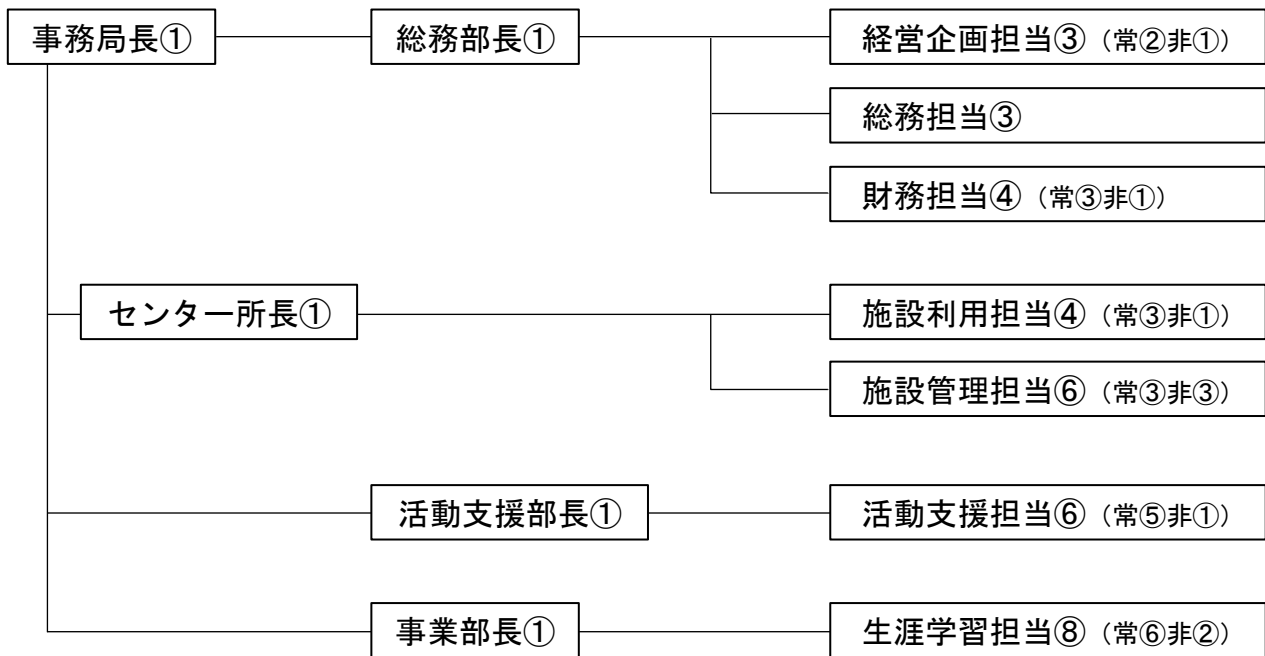 事務局長① 総務部長① 経営企画担当③（常②非①）
総務担当③
財務担当④（常③非①）
センター所長① 施設利用担当④（常③非①）
施設管理担当⑥（常③非③）
活動支援部長① 活動支援担当⑥（常⑤非①）
事業部長① 生涯学習担当⑧（常⑥非②）